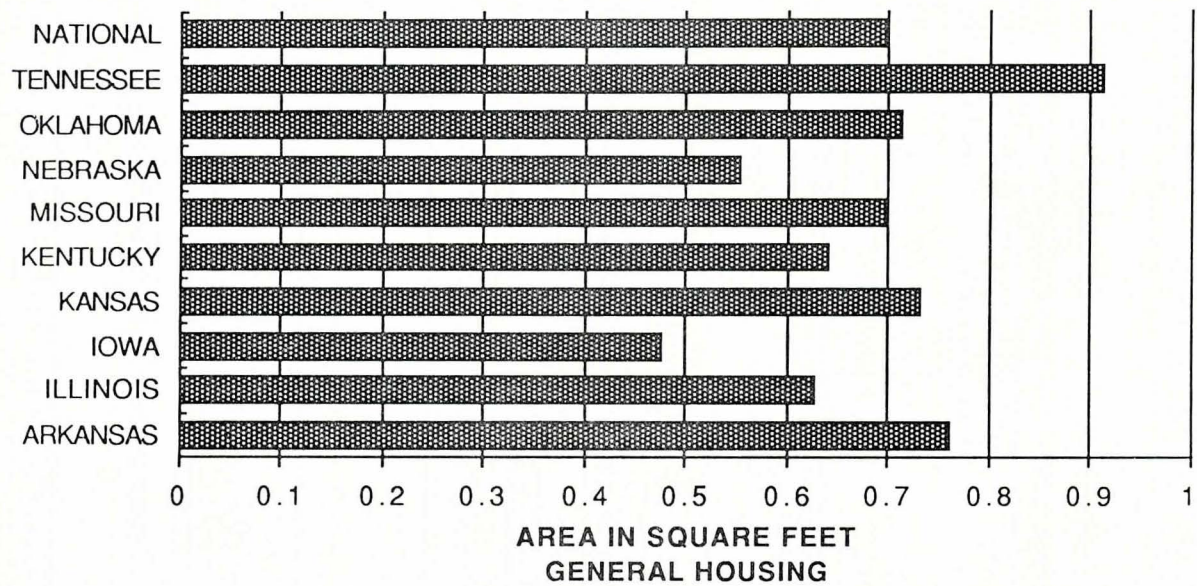 NATIONAL
TENNESSEE
OKLAHOMA
NEBRASKA
MISSOURI
KENTUCKY
KANSAS
IOWA
ILLINOIS
ARKANSAS
0 0.1 0.2 0.3 0.4 0.5 0.6 0.7 0.8 0.9 1
AREA IN SQUARE FEET
GENERAL HOUSING